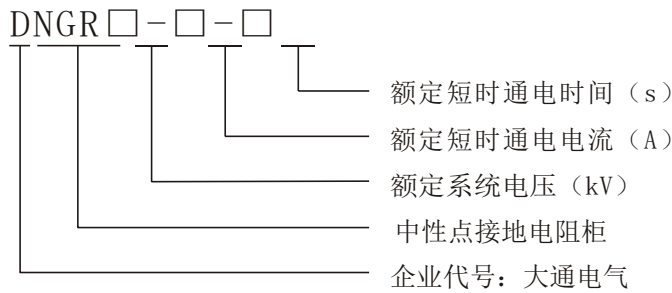 DNGR□-□-□
额定短时通电时间（s）
额定短时通电电流（A）
额定系统电压（kV）
中性点接地电阻柜
企业代号：大通电气